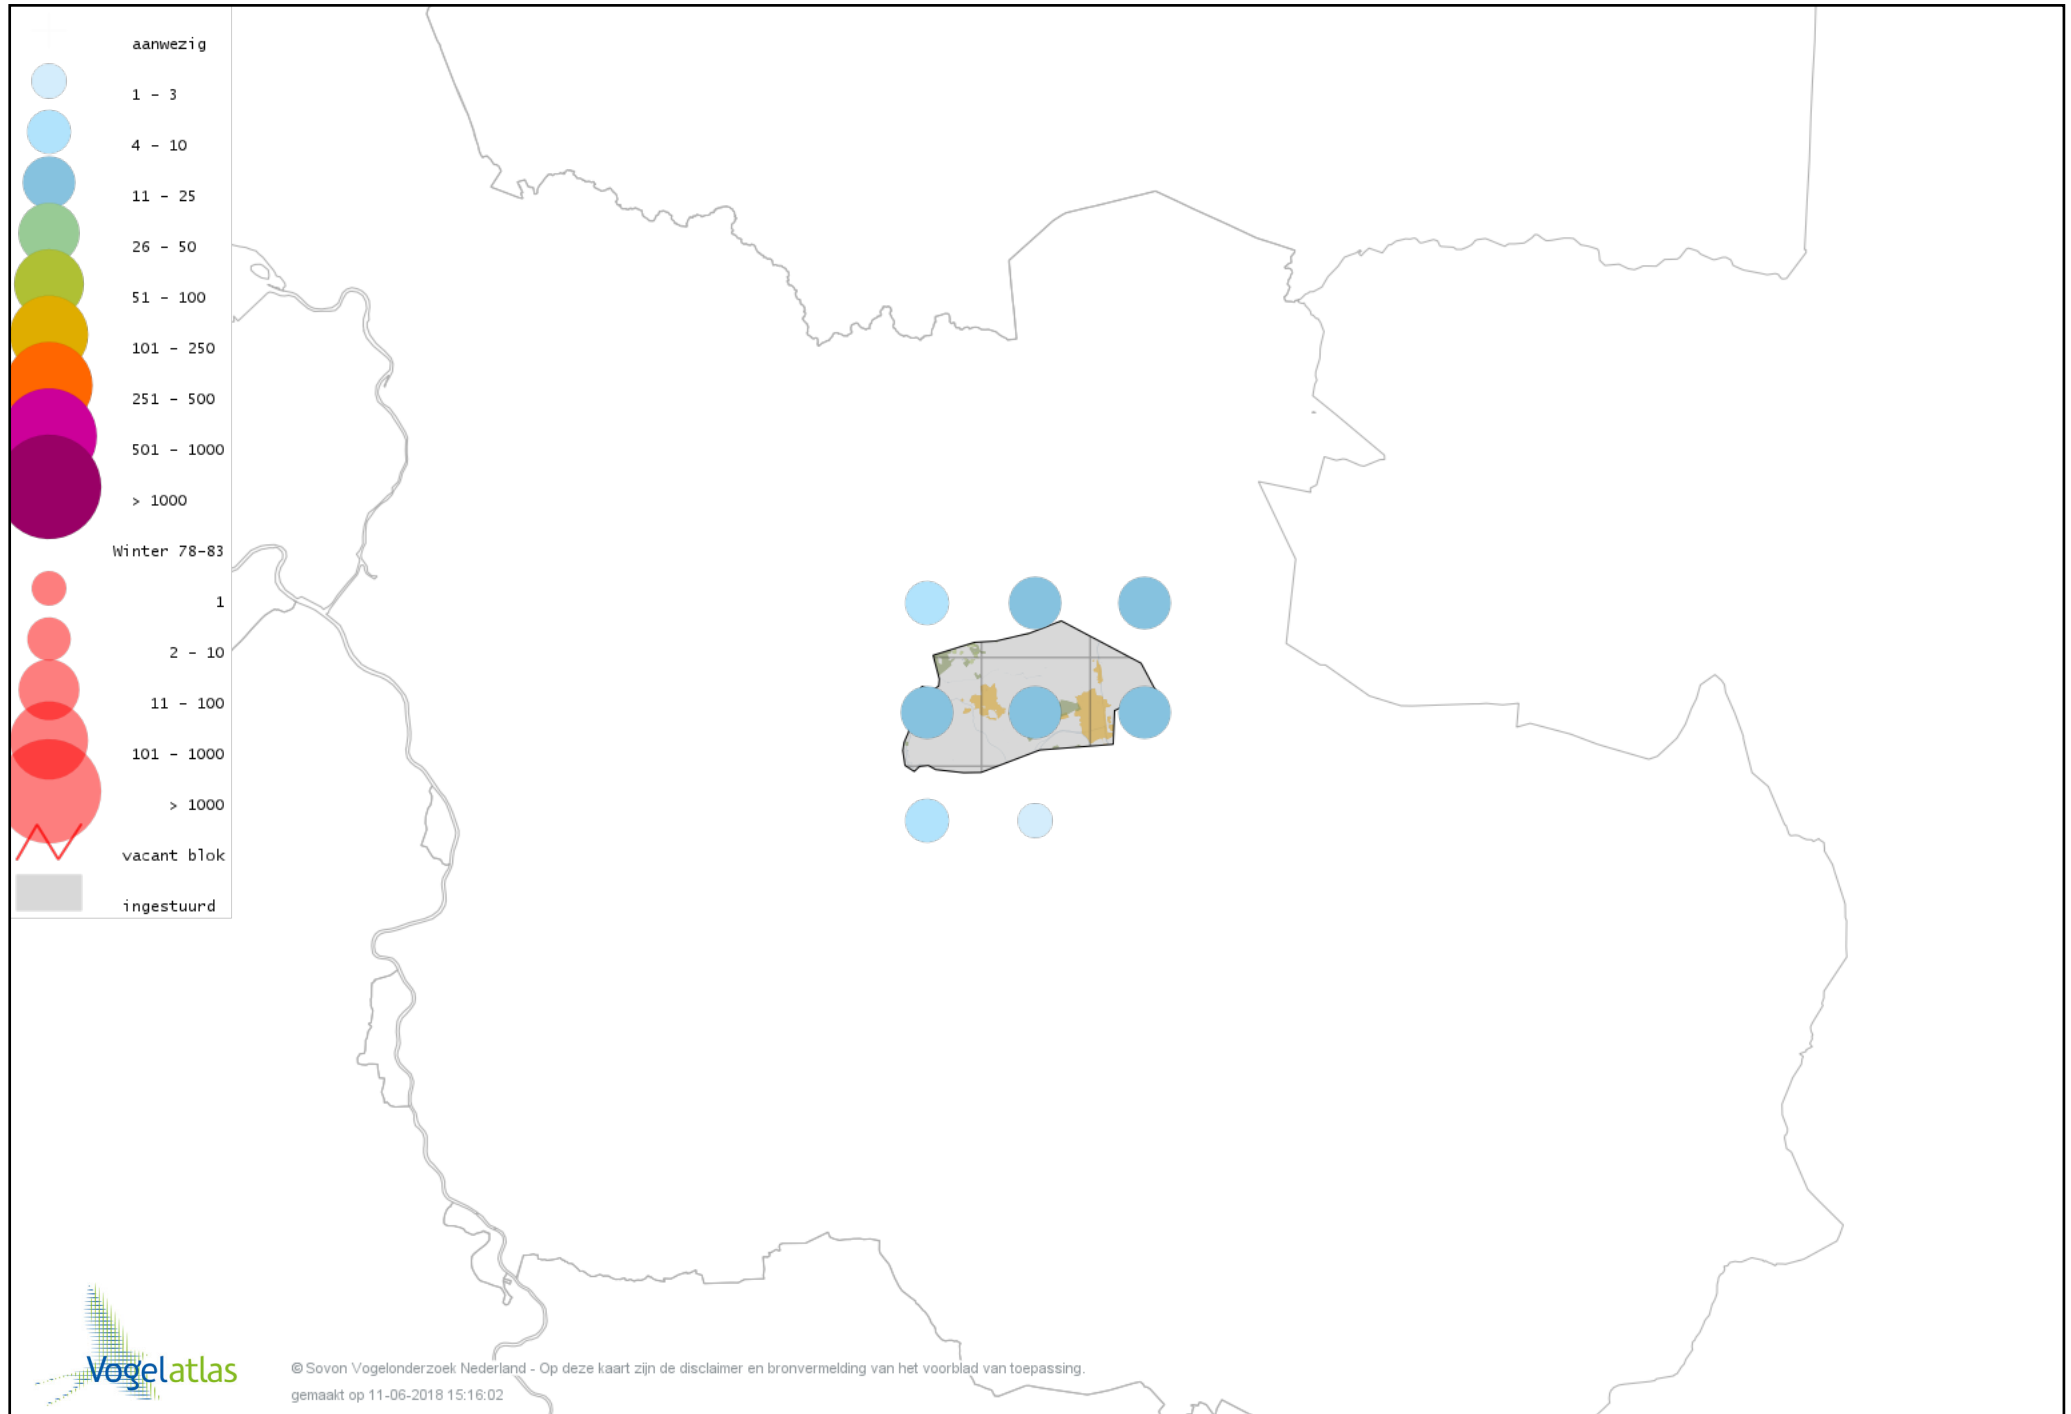 aanwezig
1 - 3
4 - 10
11 - 25
26 - 50
51 - 100
101 - 250
251 - 500
501 - 1000
> 1000
Winter 78-83
1
2 - 10
11 - 100
101 - 1000
> 1000
vacant blok
ingestuurd
Vogelatlas
© Sovon Vogelonderzoek Nederland - Op deze kaart zijn de disclaimer en bronvermelding van het voorblad van toepassing.
gemaakt op 11-06-2018 15:16:02